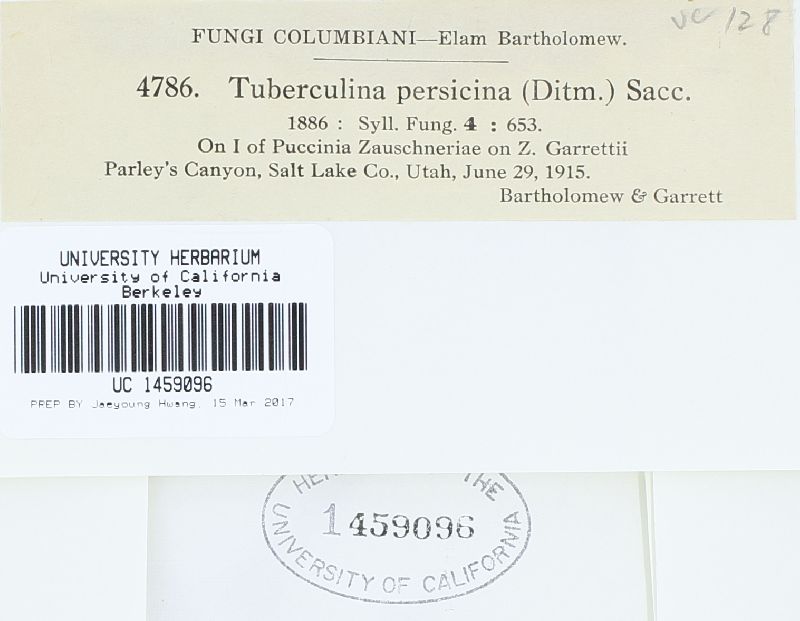 FUNGI COLUMBIANI—Elam Bartholomew.
128
4786. Tuberculina persicina (Ditm.) Sacc.
1886 : Syll. Fung. 4 : 653.
On I of Puccinia Zauschneriae on Z. Garrettii
Parley's Canyon, Salt Lake Co., Utah, June 29, 1915.
Bartholomew & Garrett
UNIVERSITY HERBARIUM
University of California
Berkeley
UC 1459096
PREP BY Jaeyoung Hwang, 15 Mar 2017
THE
1459096
UNIVERSITY OF CALIFORNIA